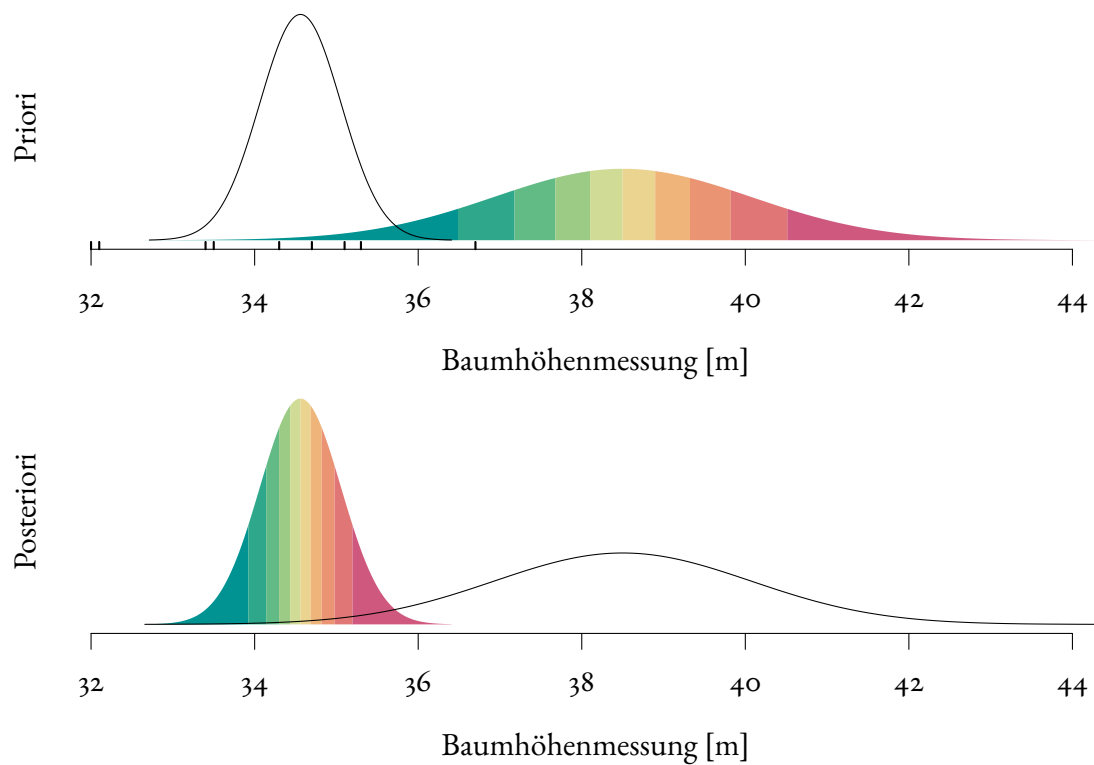 Priori
32 34 36 38 40 42 44
Baumhöhenmessung [m]
Posteriori
32 34 36 38 40 42 44
Baumhöhenmessung [m]